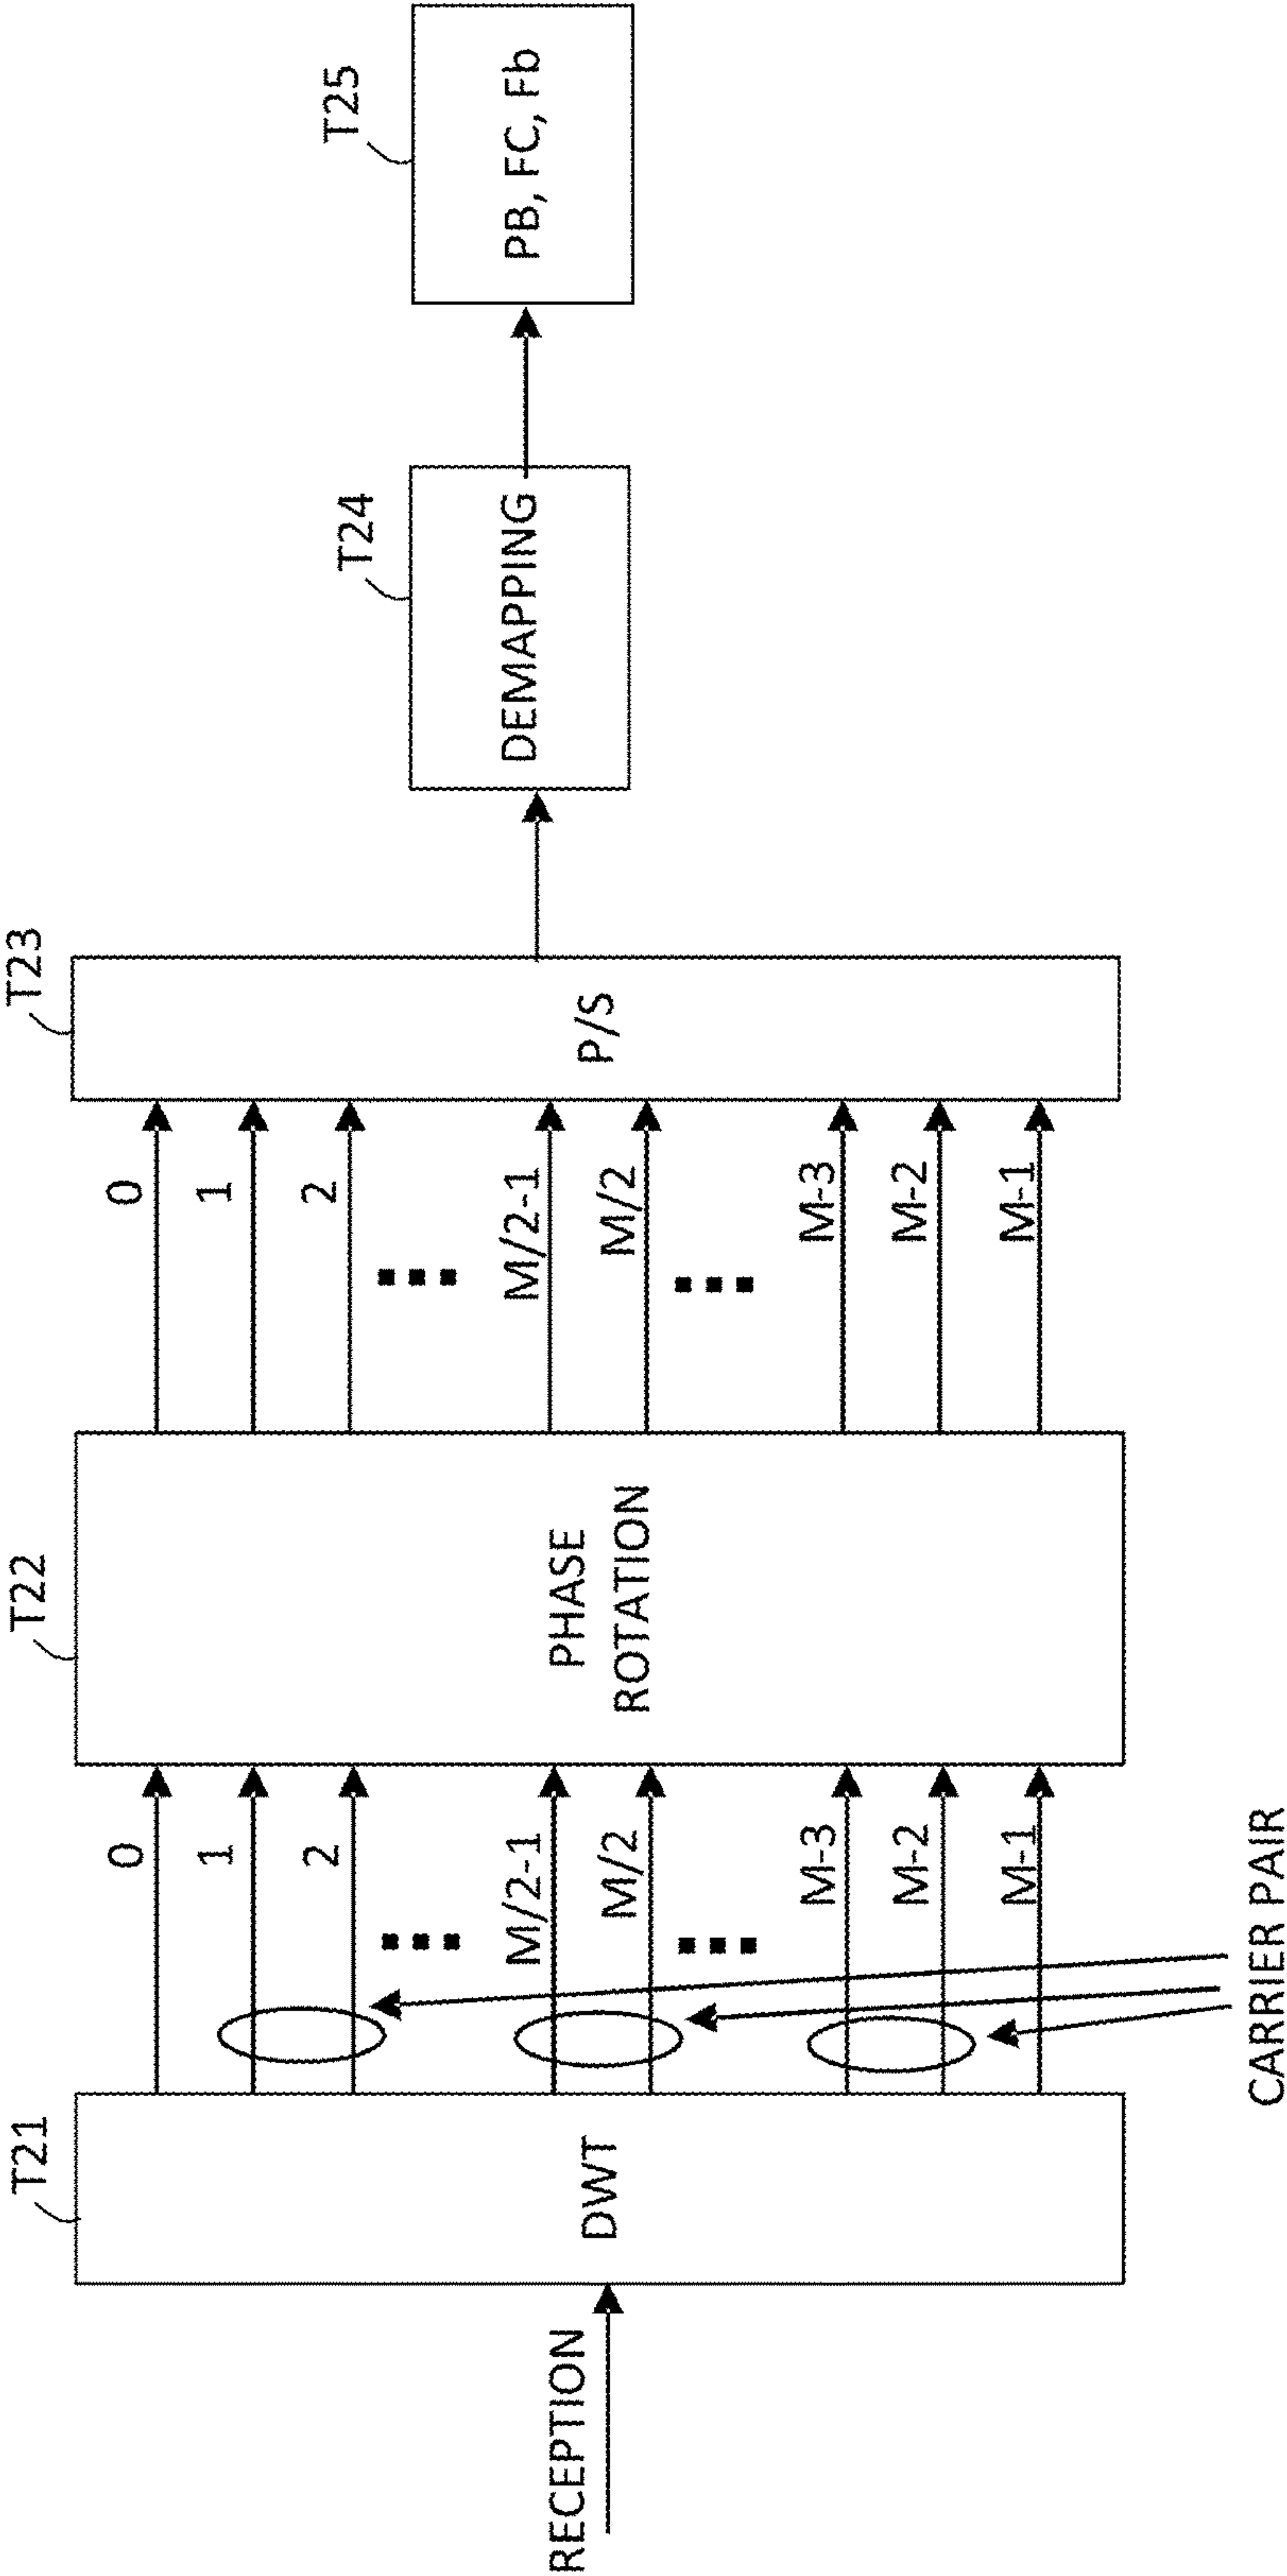 RECEPTION
T21
DWT
0
1
2
M/2-1
M/2
M-3
M-2
M-1
CARRIER PAIR
T22
PHASE
ROTATION
0
1
2
M/2-1
M/2
M-3
M-2
M-1
T23
P/S
T24
DEMAPPING
T25
PB, FC, Fb